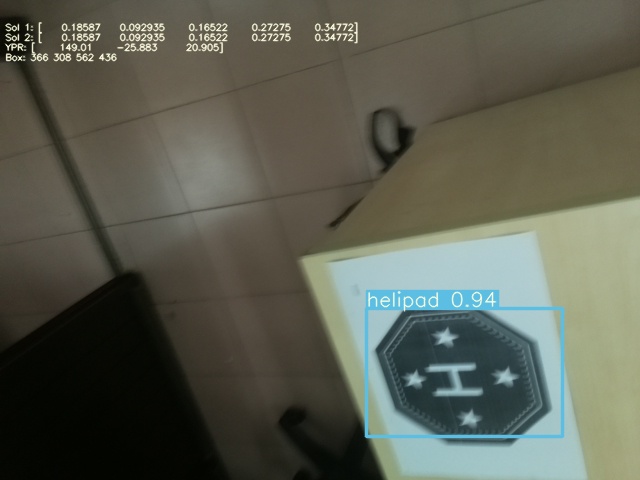 Sol 1: [ 0.18587 0.092935 0.16522 0.27275 0.34772]
Sol 2: [ 0.18587 0.092935 0.16522 0.27275 0.34772]
YPR: [ 149.01 -25.883 20.905]
Box: 366 308 562 436
helipad 0.94
H